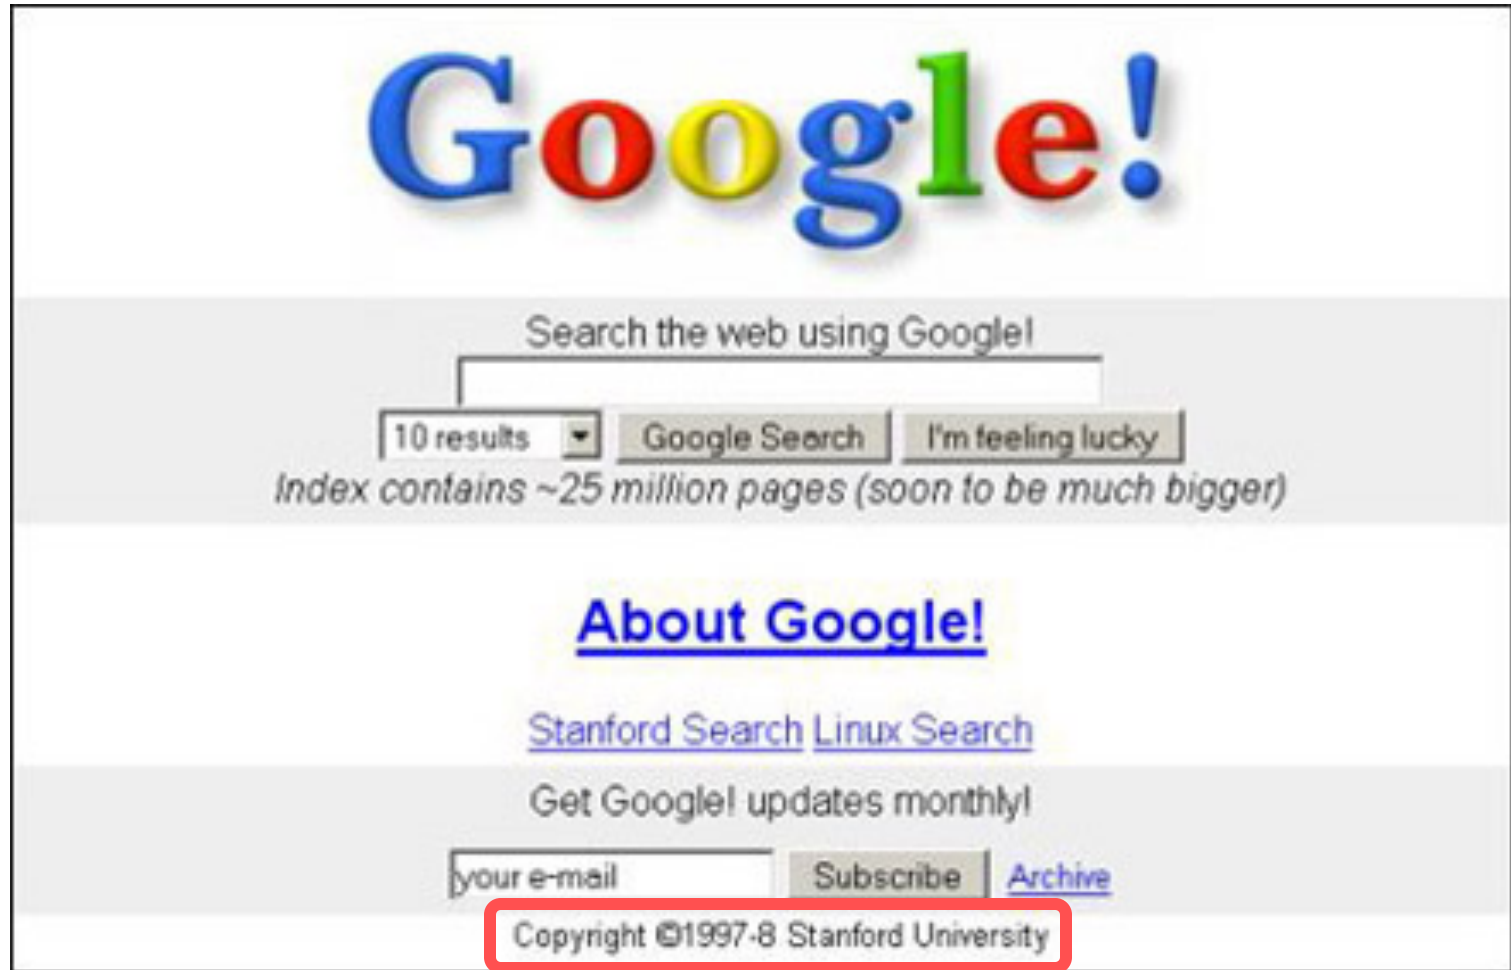 Google!
Search the web using Google!
10 results Google Search I'm feeling lucky
Index contains ~25 million pages (soon to be much bigger)
About Google!
Stanford Search Linux Search
Get Google! updates monthly!
your e-mail Subscribe Archive
Copyright ©1997-8 Stanford University